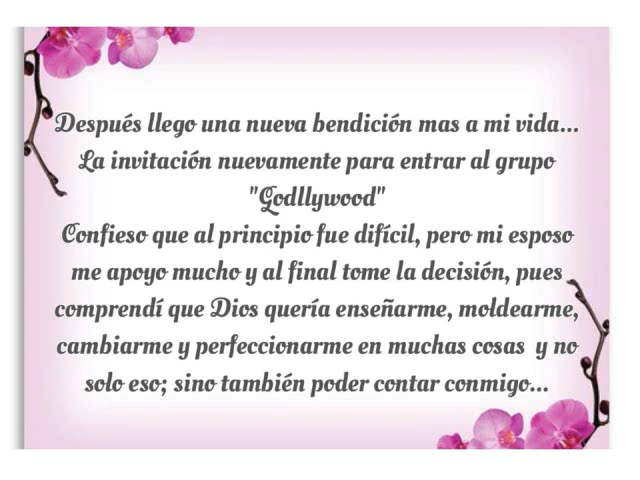 Después llego una nueva bendición mas a mi vida...
La invitación nuevamente para entrar al grupo
"Godllywood"
Confieso que al principio fue difícil, pero mi esposo
me apoyo mucho y al final tome la decisión, pues
comprendí que Dios quería enseñarme, moldearme,
cambiarme y perfeccionarme en muchas cosas y no
solo eso; sino también poder contar conmigo...